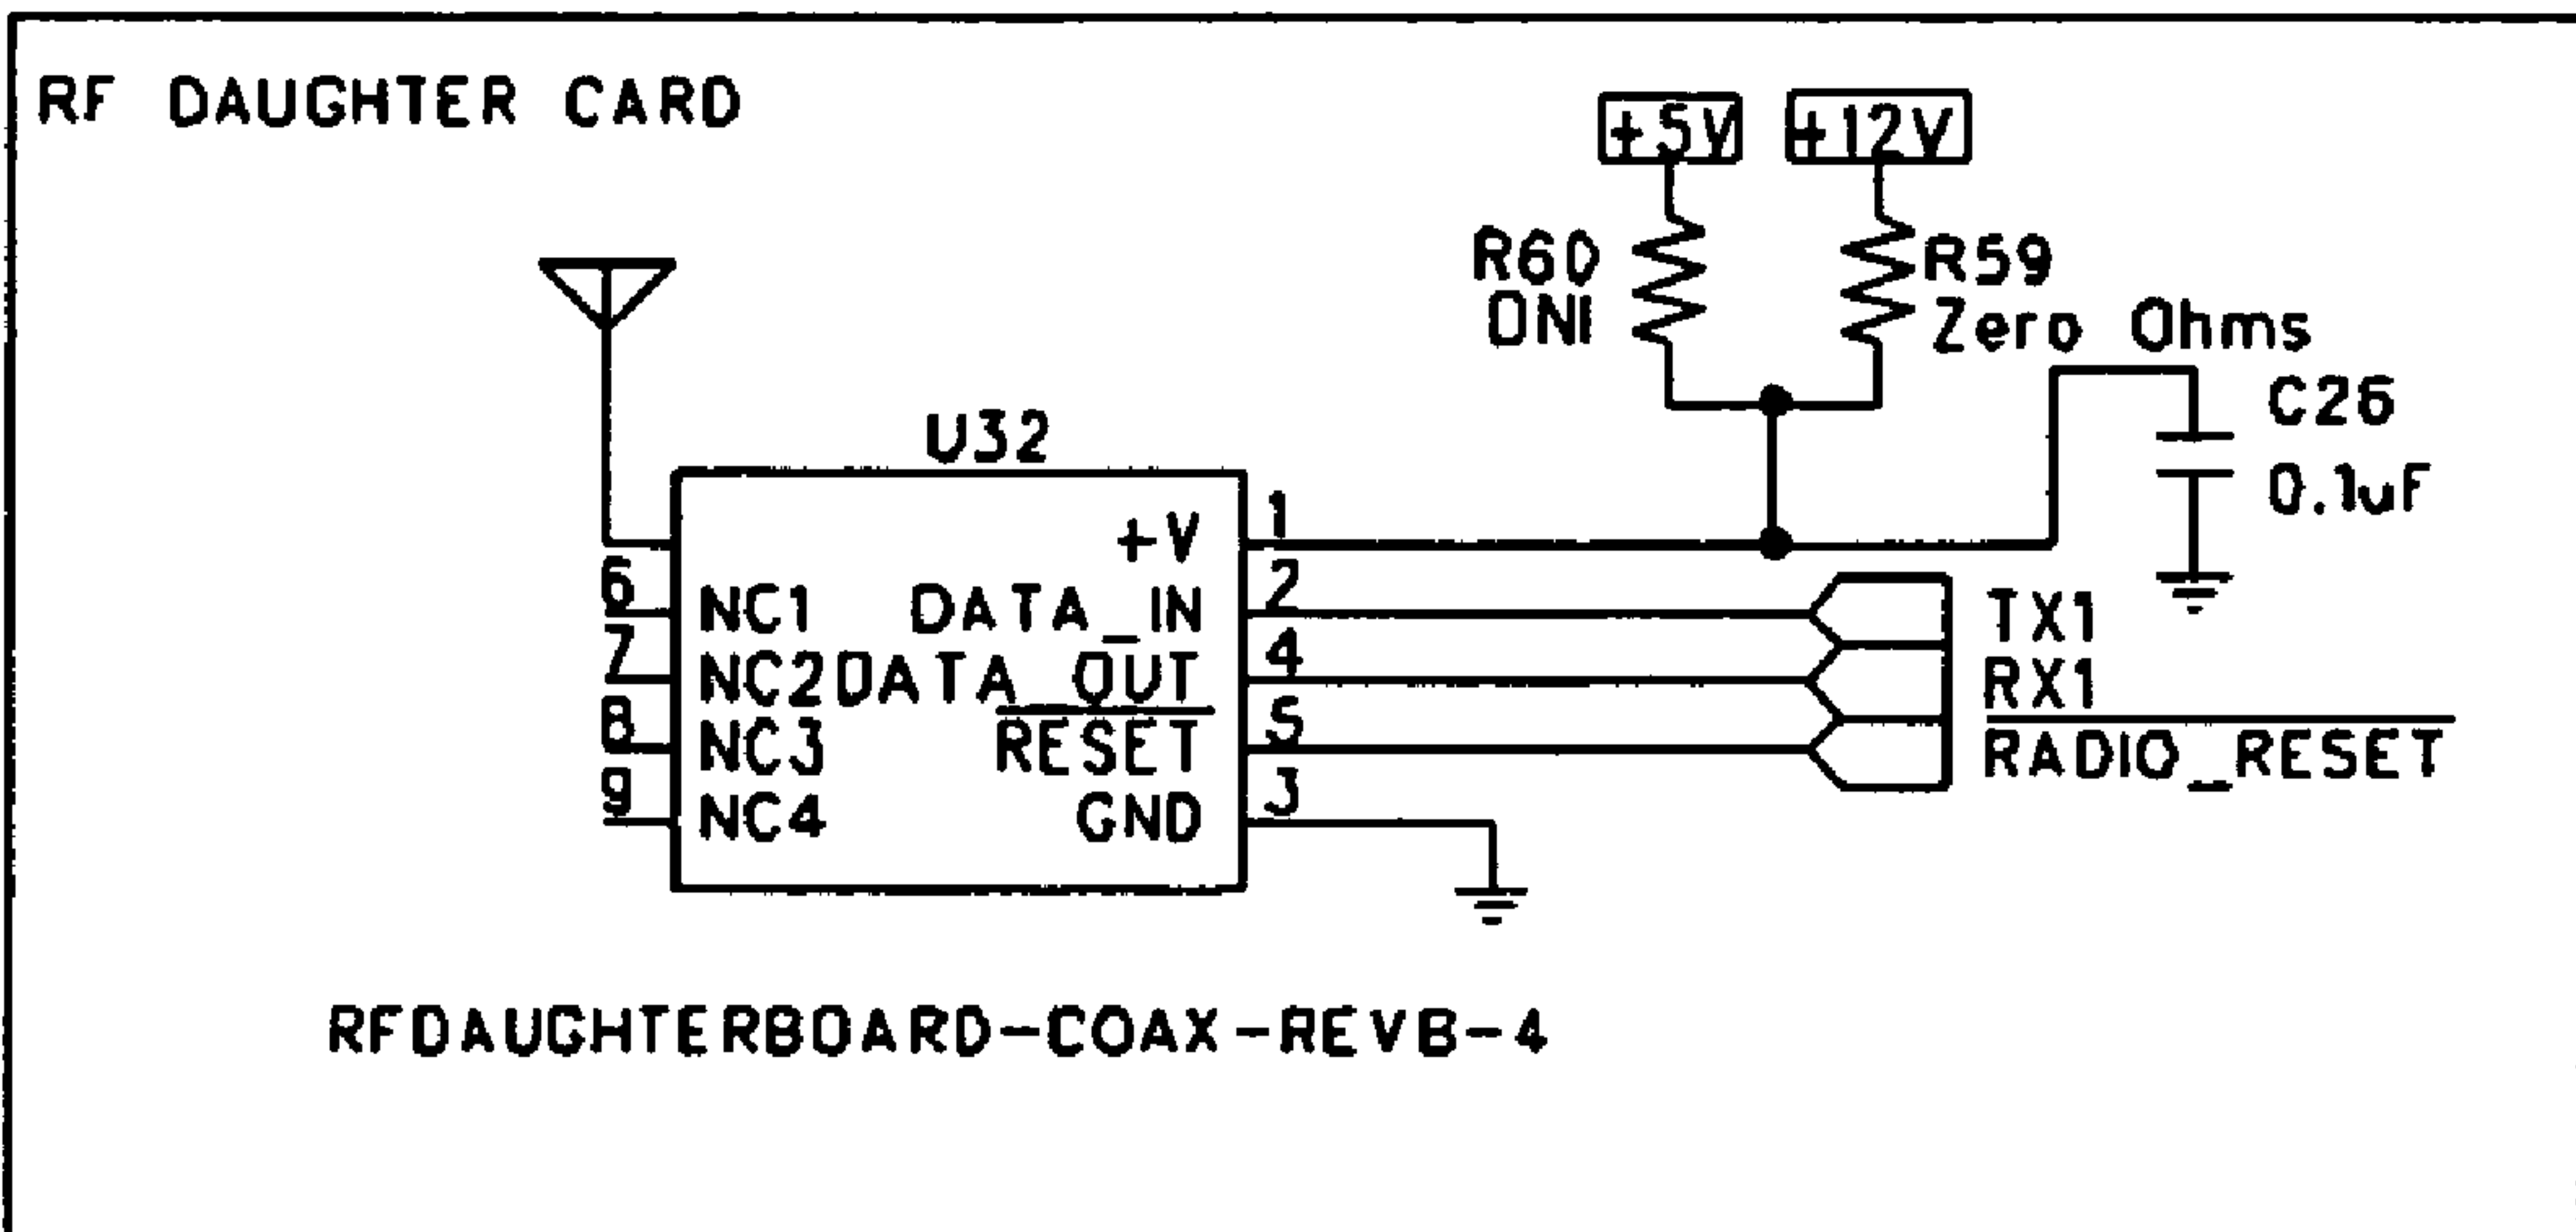 RF DAUGHTER CARD
+5V +12V
R60
DNI
R59
Zero Ohms
C26
0.1uF
U32
+V 1
6 NC1 DATA_IN 2
7 NC2 DATA_OUT 4
8 NC3 RESET 5
9 NC4 GND 3
TX1
RX1
RADIO_RESET
RFDAUGHTERBOARD-COAX-REVB-4